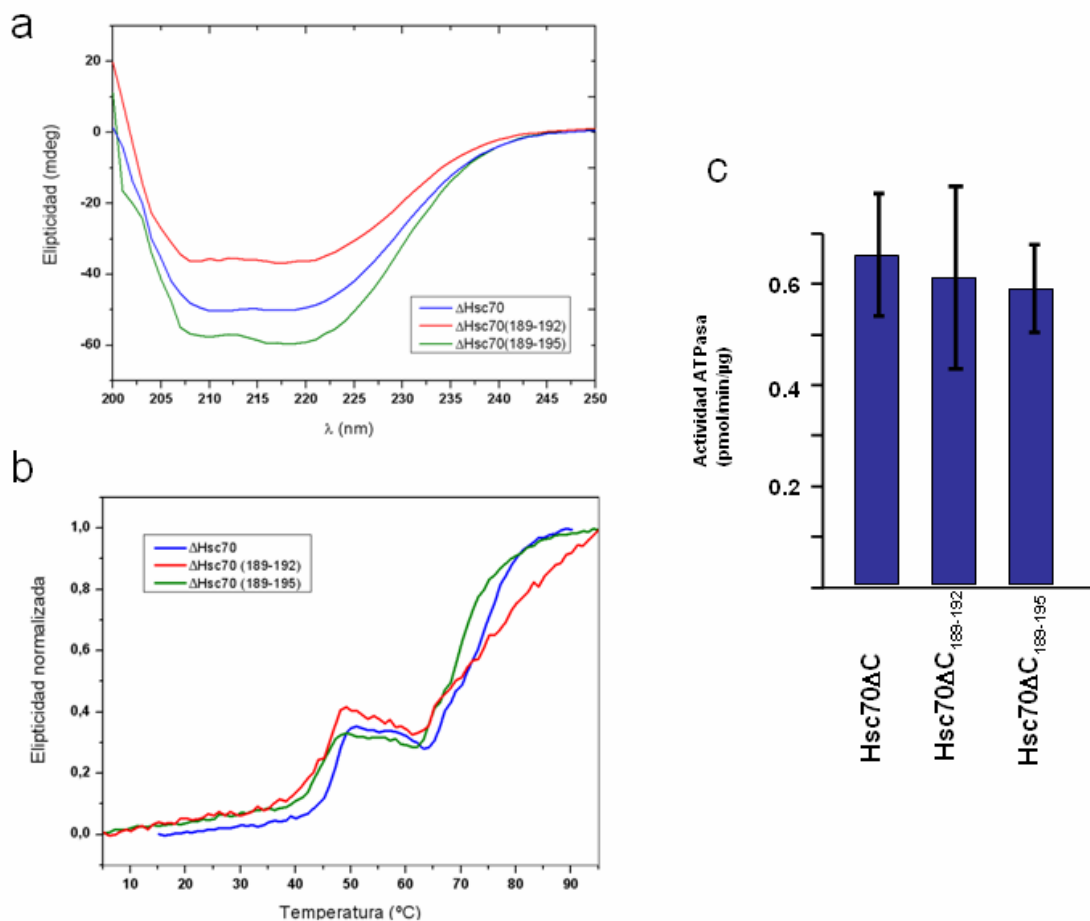 a
20
0
-20
-40
-60
Elipticidad (mdeg)
ΔHsc70
ΔHsc70(189-192)
ΔHsc70(189-195)
200 205 210 215 220 225 230 235 240 245 250
λ (nm)
b
1,0
0,8
0,6
0,4
0,2
0,0
Elipticidad normalizada
ΔHsc70
ΔHsc70 (189-192)
ΔHsc70 (189-195)
10 20 30 40 50 60 70 80 90
Temperatura (ºC)
c
0.6
0.4
0.2
Actividad ATPasa
(pmol/min/µg)
Hsc70ΔC
Hsc70ΔC189-192
Hsc70ΔC189-195